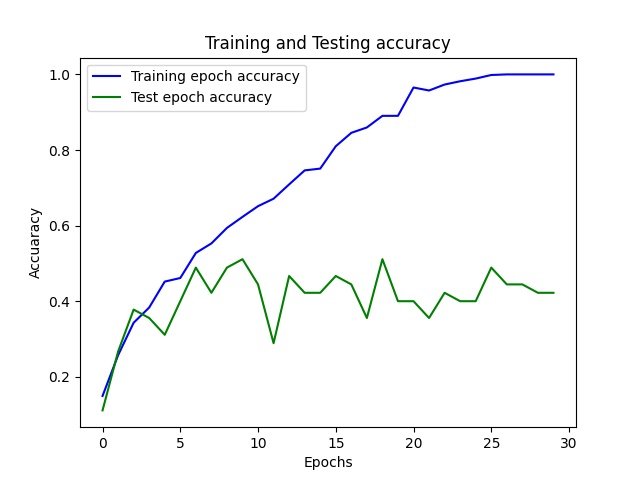 Training and Testing accuracy
Training epoch accuracy
Test epoch accuracy
1.0
0.8
0.6
0.4
0.2
Accuaracy
0 5 10 15 20 25 30
Epochs